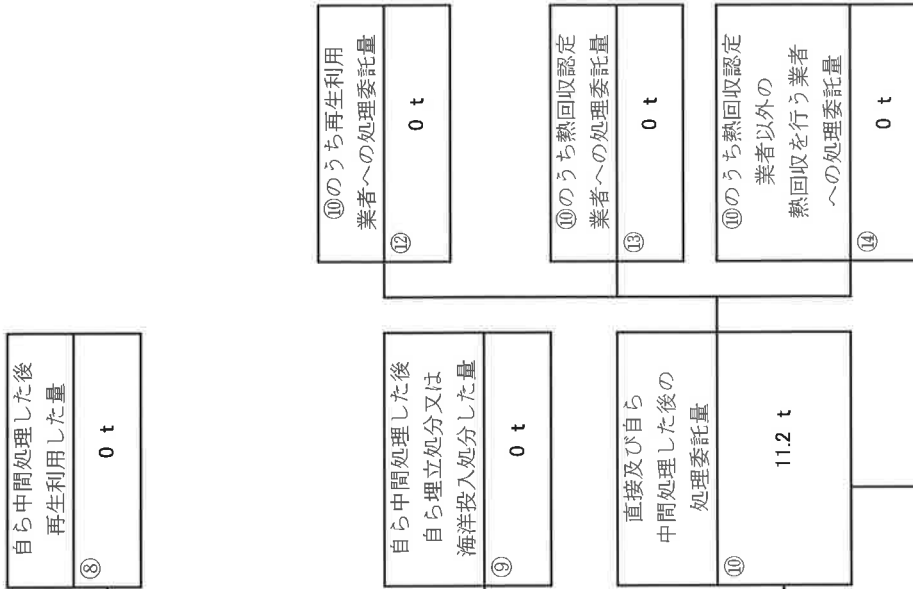 自ら中間処理した後
再生利用した量
⑧
0 t
自ら中間処理した後
自ら埋立処分又は
海洋投入処分した量
⑨
0 t
直接及び自ら
中間処理した後の
処理委託量
⑩
11.2 t
⑩のうち再生利用
業者への処理委託量
⑫
0 t
⑩のうち熱回収認定
業者への処理委託量
⑬
0 t
⑩のうち熱回収認定
業者以外の
熱回収を行う業者
への処理委託量
⑭
0 t